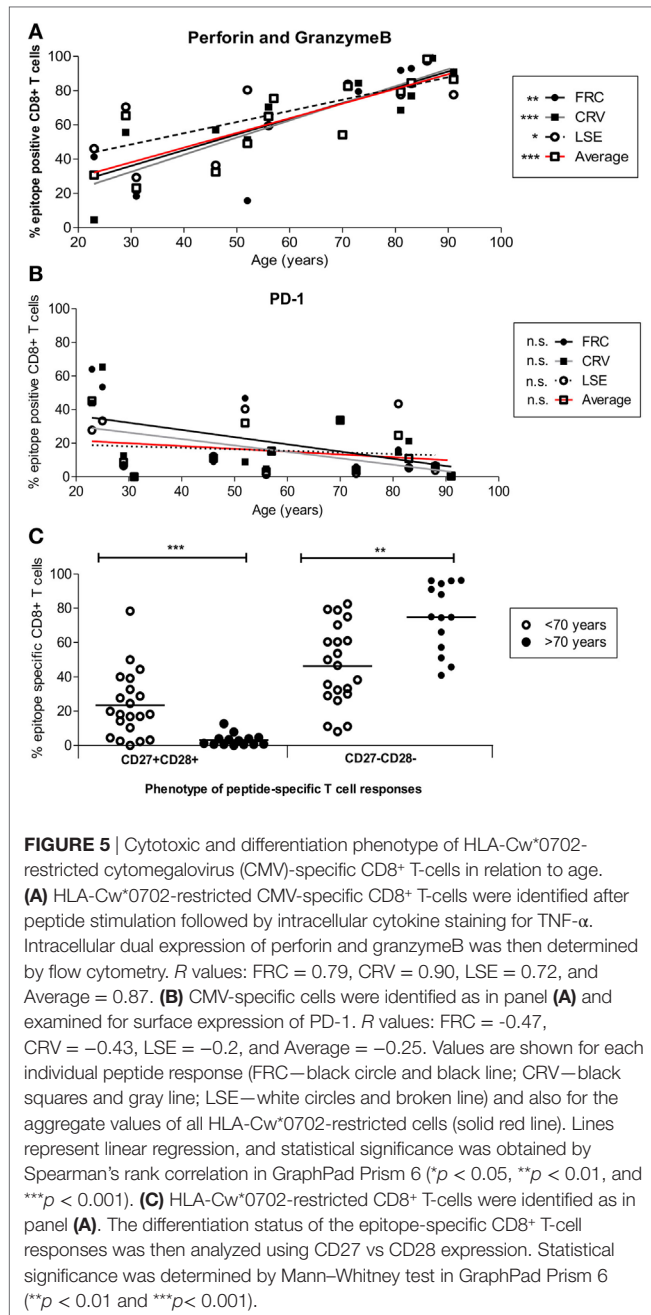 A
Perforin and GranzymeB
% epitope positive CD8+ T cells
100
80
60
40
20
0
20 30 40 50 60 70 80 90 100
Age (years)
** FRC
*** CRV
* LSE
*** Average
B
PD-1
% epitope positive CD8+ T cells
100
80
60
40
20
0
20 30 40 50 60 70 80 90 100
Age (years)
n.s. FRC
n.s. CRV
n.s. LSE
n.s. Average
C
*** **
% epitope specific CD8+ T cells
100
80
60
40
20
0
CD27+CD28+ CD27-CD28-
Phenotype of peptide-specific T cell responses
<70 years
>70 years
FIGURE 5 | Cytotoxic and differentiation phenotype of HLA-Cw*0702-
restricted cytomegalovirus (CMV)-specific CD8⁺ T-cells in relation to age.
(A) HLA-Cw*0702-restricted CMV-specific CD8⁺ T-cells were identified after
peptide stimulation followed by intracellular cytokine staining for TNF-α.
Intracellular dual expression of perforin and granzymeB was then determined
by flow cytometry. R values: FRC = 0.79, CRV = 0.90, LSE = 0.72, and
Average = 0.87. (B) CMV-specific cells were identified as in panel (A) and
examined for surface expression of PD-1. R values: FRC = -0.47,
CRV = −0.43, LSE = −0.2, and Average = −0.25. Values are shown for each
individual peptide response (FRC—black circle and black line; CRV—black
squares and gray line; LSE—white circles and broken line) and also for the
aggregate values of all HLA-Cw*0702-restricted cells (solid red line). Lines
represent linear regression, and statistical significance was obtained by
Spearman's rank correlation in GraphPad Prism 6 (*p < 0.05, **p < 0.01, and
***p < 0.001). (C) HLA-Cw*0702-restricted CD8⁺ T-cells were identified as in
panel (A). The differentiation status of the epitope-specific CD8⁺ T-cell
responses was then analyzed using CD27 vs CD28 expression. Statistical
significance was determined by Mann–Whitney test in GraphPad Prism 6
(**p < 0.01 and ***p< 0.001).